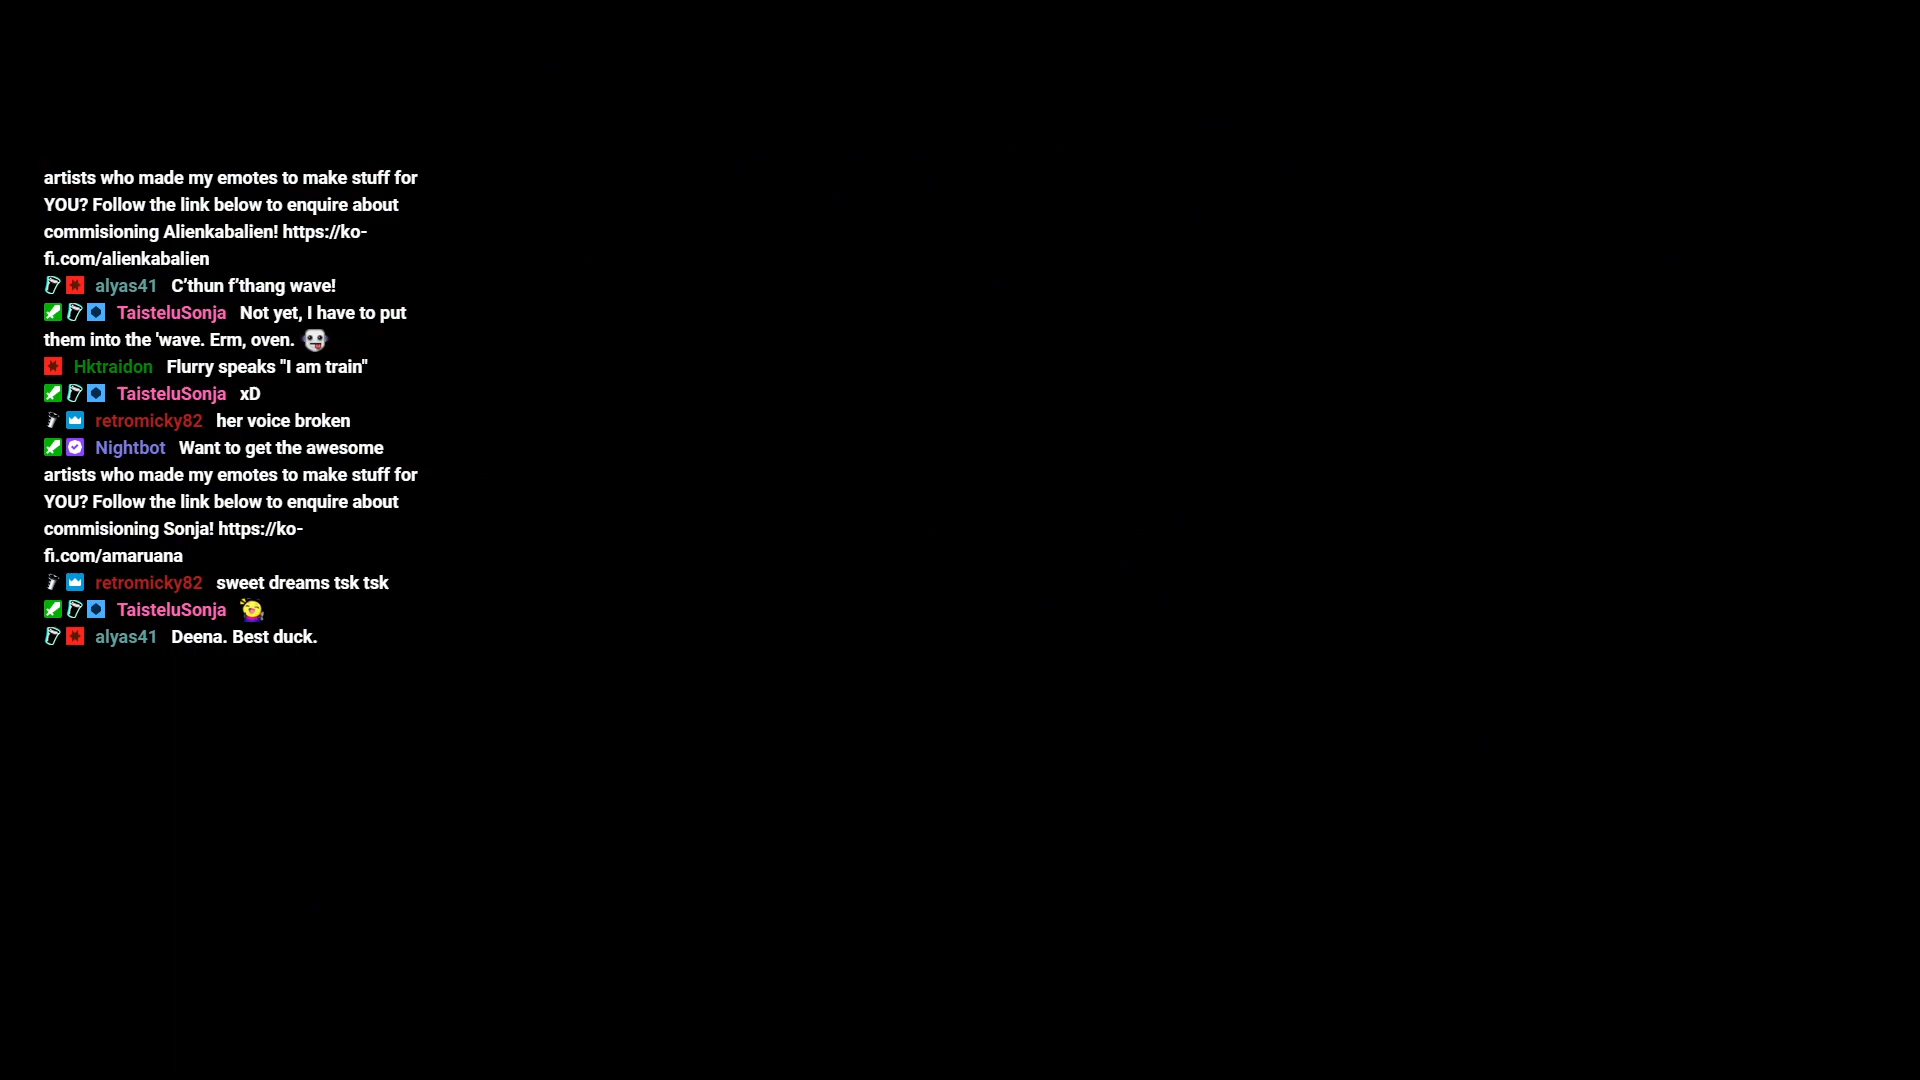 artists who made my emotes to make stuff for
YOU? Follow the link below to enquire about
commisioning Alienkabalien! https://ko-
fi.com/alienkabalien
alyas41 C’thun f’thang wave!
TaisteluSonja Not yet, I have to put
them into the 'wave. Erm, oven.
Hktraidon Flurry speaks "I am train"
TaisteluSonja xD
retromicky82 her voice broken
Nightbot Want to get the awesome
artists who made my emotes to make stuff for
YOU? Follow the link below to enquire about
commisioning Sonja! https://ko-
fi.com/amaruana
retromicky82 sweet dreams tsk tsk
TaisteluSonja
alyas41 Deena. Best duck.